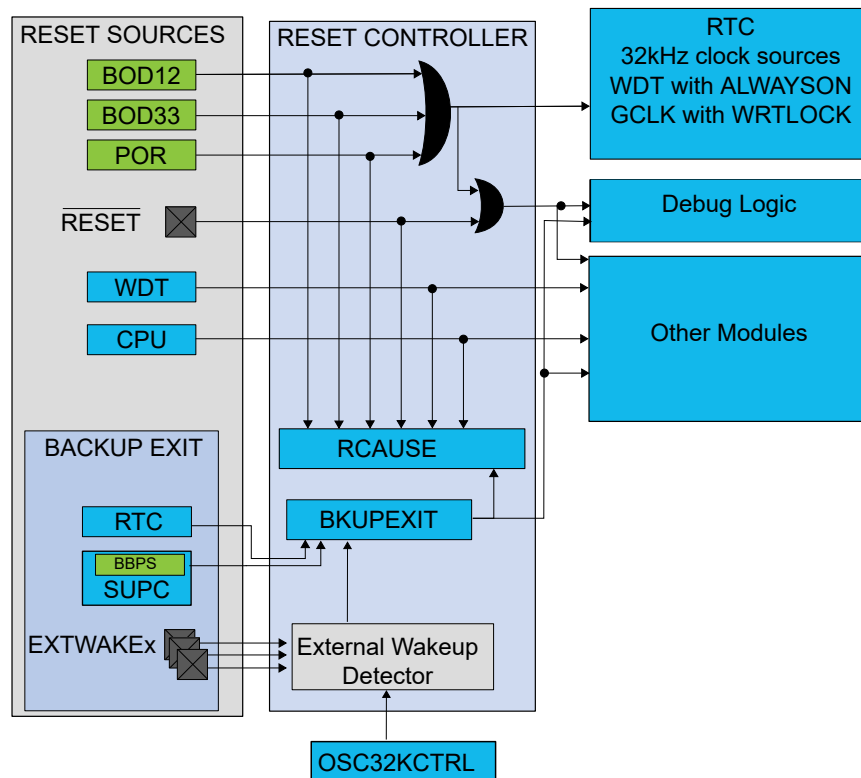 RESET SOURCES
BOD12
BOD33
POR
RESET
WDT
CPU
BACKUP EXIT
RTC
BBPS
SUPC
EXTWAKEx
RESET CONTROLLER
RCAUSE
BKUPEXIT
External Wakeup
Detector
OSC32KCTRL
RTC
32kHz clock sources
WDT with ALWAYSON
GCLK with WRTLOCK
Debug Logic
Other Modules